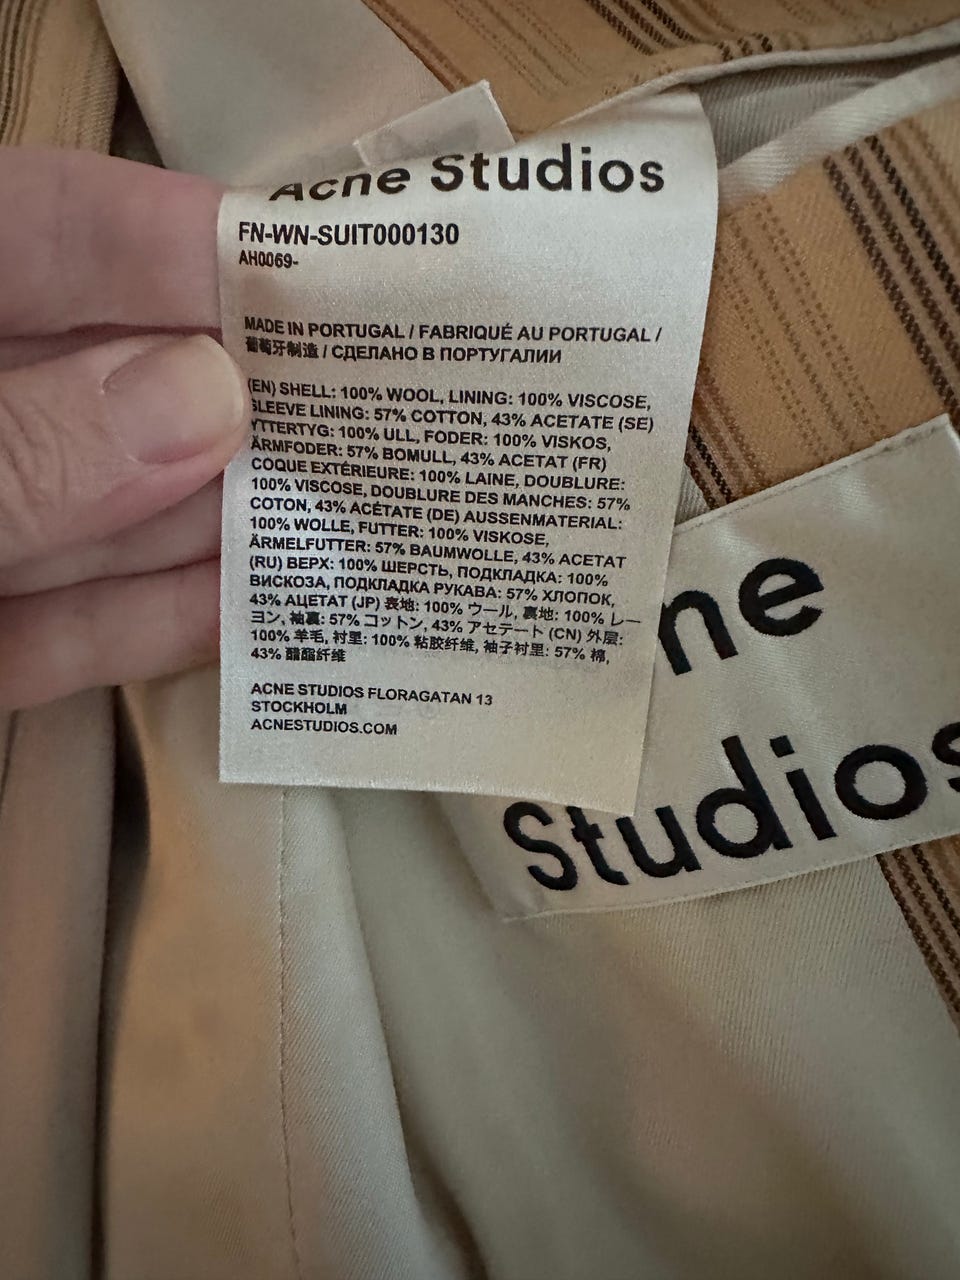 Acne Studios
FN-WN-SUIT000130
AH0069-
MADE IN PORTUGAL / FABRIQUÉ AU PORTUGAL /
葡萄牙制造 / СДЕЛАНО В ПОРТУГАЛИИ
(EN) SHELL: 100% WOOL, LINING: 100% VISCOSE,
SLEEVE LINING: 57% COTTON, 43% ACETATE (SE)
YTTERTYG: 100% ULL, FODER: 100% VISKOS,
ÄRMFODER: 57% BOMULL, 43% ACETAT (FR)
COQUE EXTÉRIEURE: 100% LAINE, DOUBLURE:
100% VISCOSE, DOUBLURE DES MANCHES: 57%
COTON, 43% ACÉTATE (DE) AUSSENMATERIAL:
100% WOLLE, FUTTER: 100% VISKOSE,
ÄRMELFUTTER: 57% BAUMWOLLE, 43% ACETAT
(RU) ВЕРХ: 100% ШЕРСТЬ, ПОДКЛАДКА: 100%
ВИСКОЗА, ПОДКЛАДКА РУКАВА: 57% ХЛОПОК,
43% АЦЕТАТ (JP) 表地: 100% ウール, 裏地: 100% レー
ヨン, 袖裏: 57% コットン, 43% アセテート (CN) 外层:
100% 羊毛, 衬里: 100% 粘胶纤维, 袖子衬里: 57% 棉,
43% 醋酯纤维
ACNE STUDIOS FLORAGATAN 13
STOCKHOLM
ACNESTUDIOS.COM
ne
Studios